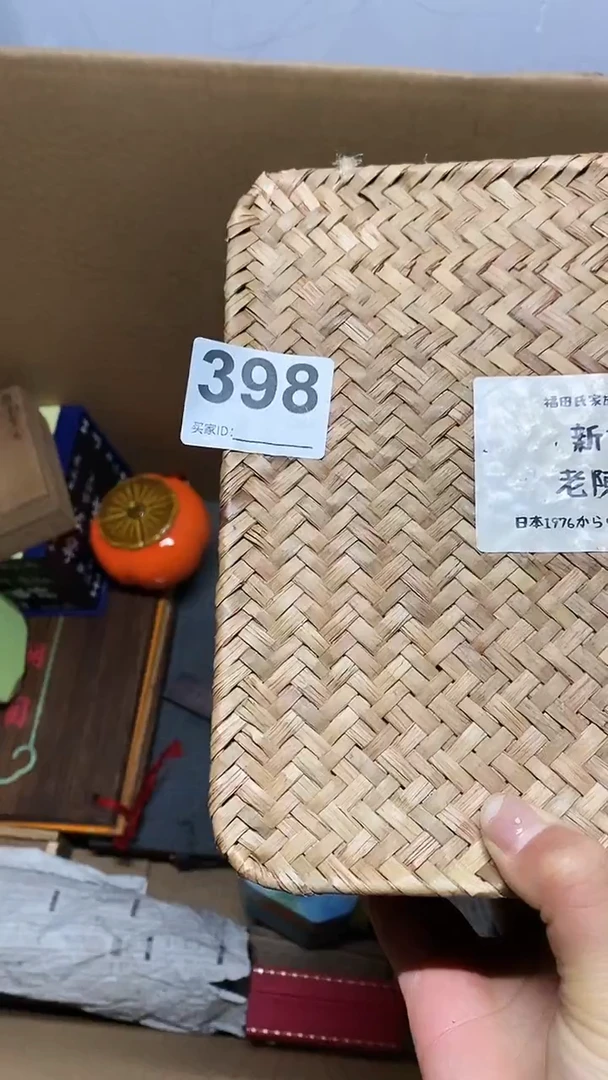 398
买家ID:
福田氏家
新
老陳
日本1976から